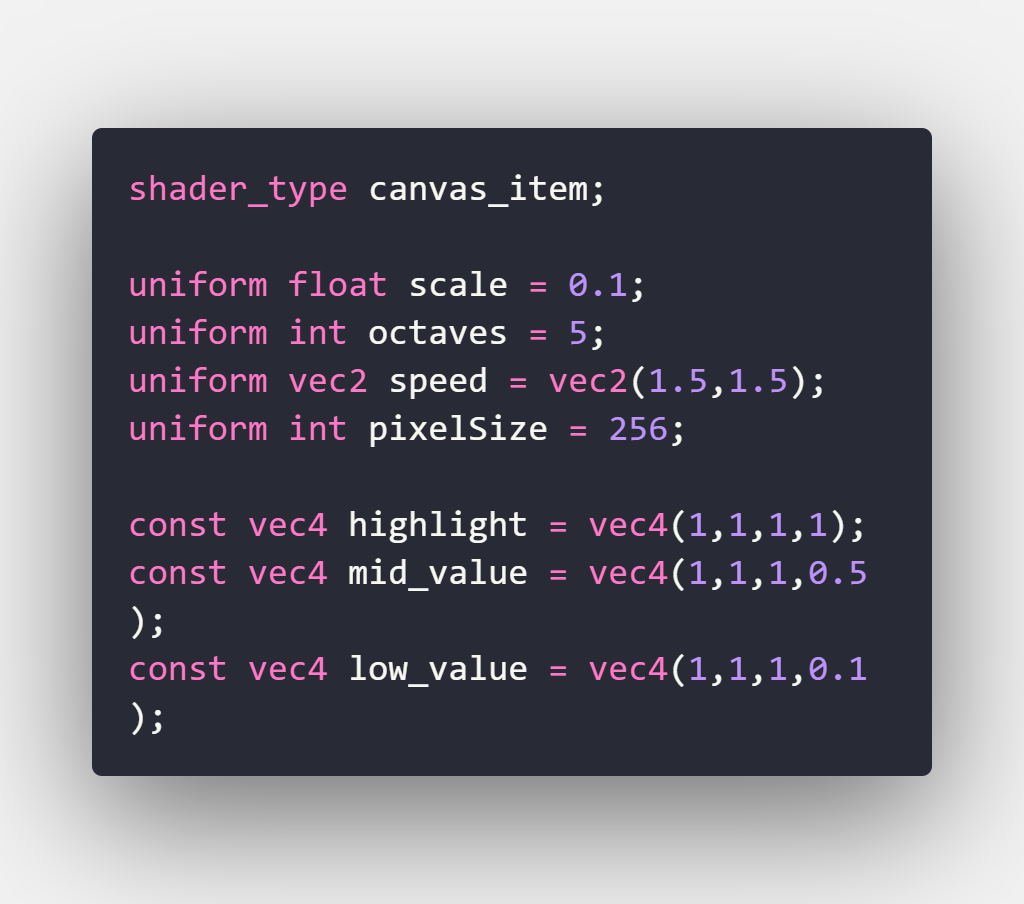 shader_type canvas_item;
uniform float scale = 0.1;
uniform int octaves = 5;
uniform vec2 speed = vec2(1.5,1.5);
uniform int pixelSize = 256;
const vec4 highlight = vec4(1,1,1,1);
const vec4 mid_value = vec4(1,1,1,0.5
);
const vec4 low_value = vec4(1,1,1,0.1
);